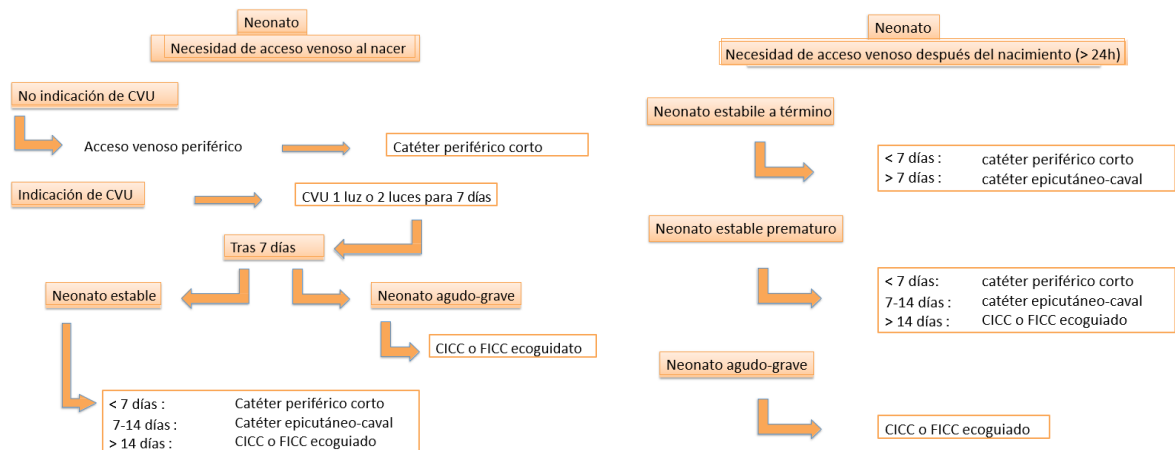 Neonato
Necesidad de acceso venoso al nacer
No indicación de CVU
Acceso venoso periférico
Catéter periférico corto
Indicación de CVU
CVU 1 luz o 2 luces para 7 días
Tras 7 días
Neonato estable
Neonato agudo-grave
CICC o FICC ecoguidato
< 7 días : Catéter periférico corto
7-14 días : Catéter epicutáneo-caval
> 14 días : CICC o FICC ecoguiado
Neonato
Necesidad de acceso venoso después del nacimiento (> 24h)
Neonato estabile a término
< 7 días : catéter periférico corto
> 7 días : catéter epicutáneo-caval
Neonato estable prematuro
< 7 días: catéter periférico corto
7-14 días : catéter epicutáneo-caval
> 14 días : CICC o FICC ecoguiado
Neonato agudo-grave
CICC o FICC ecoguiado